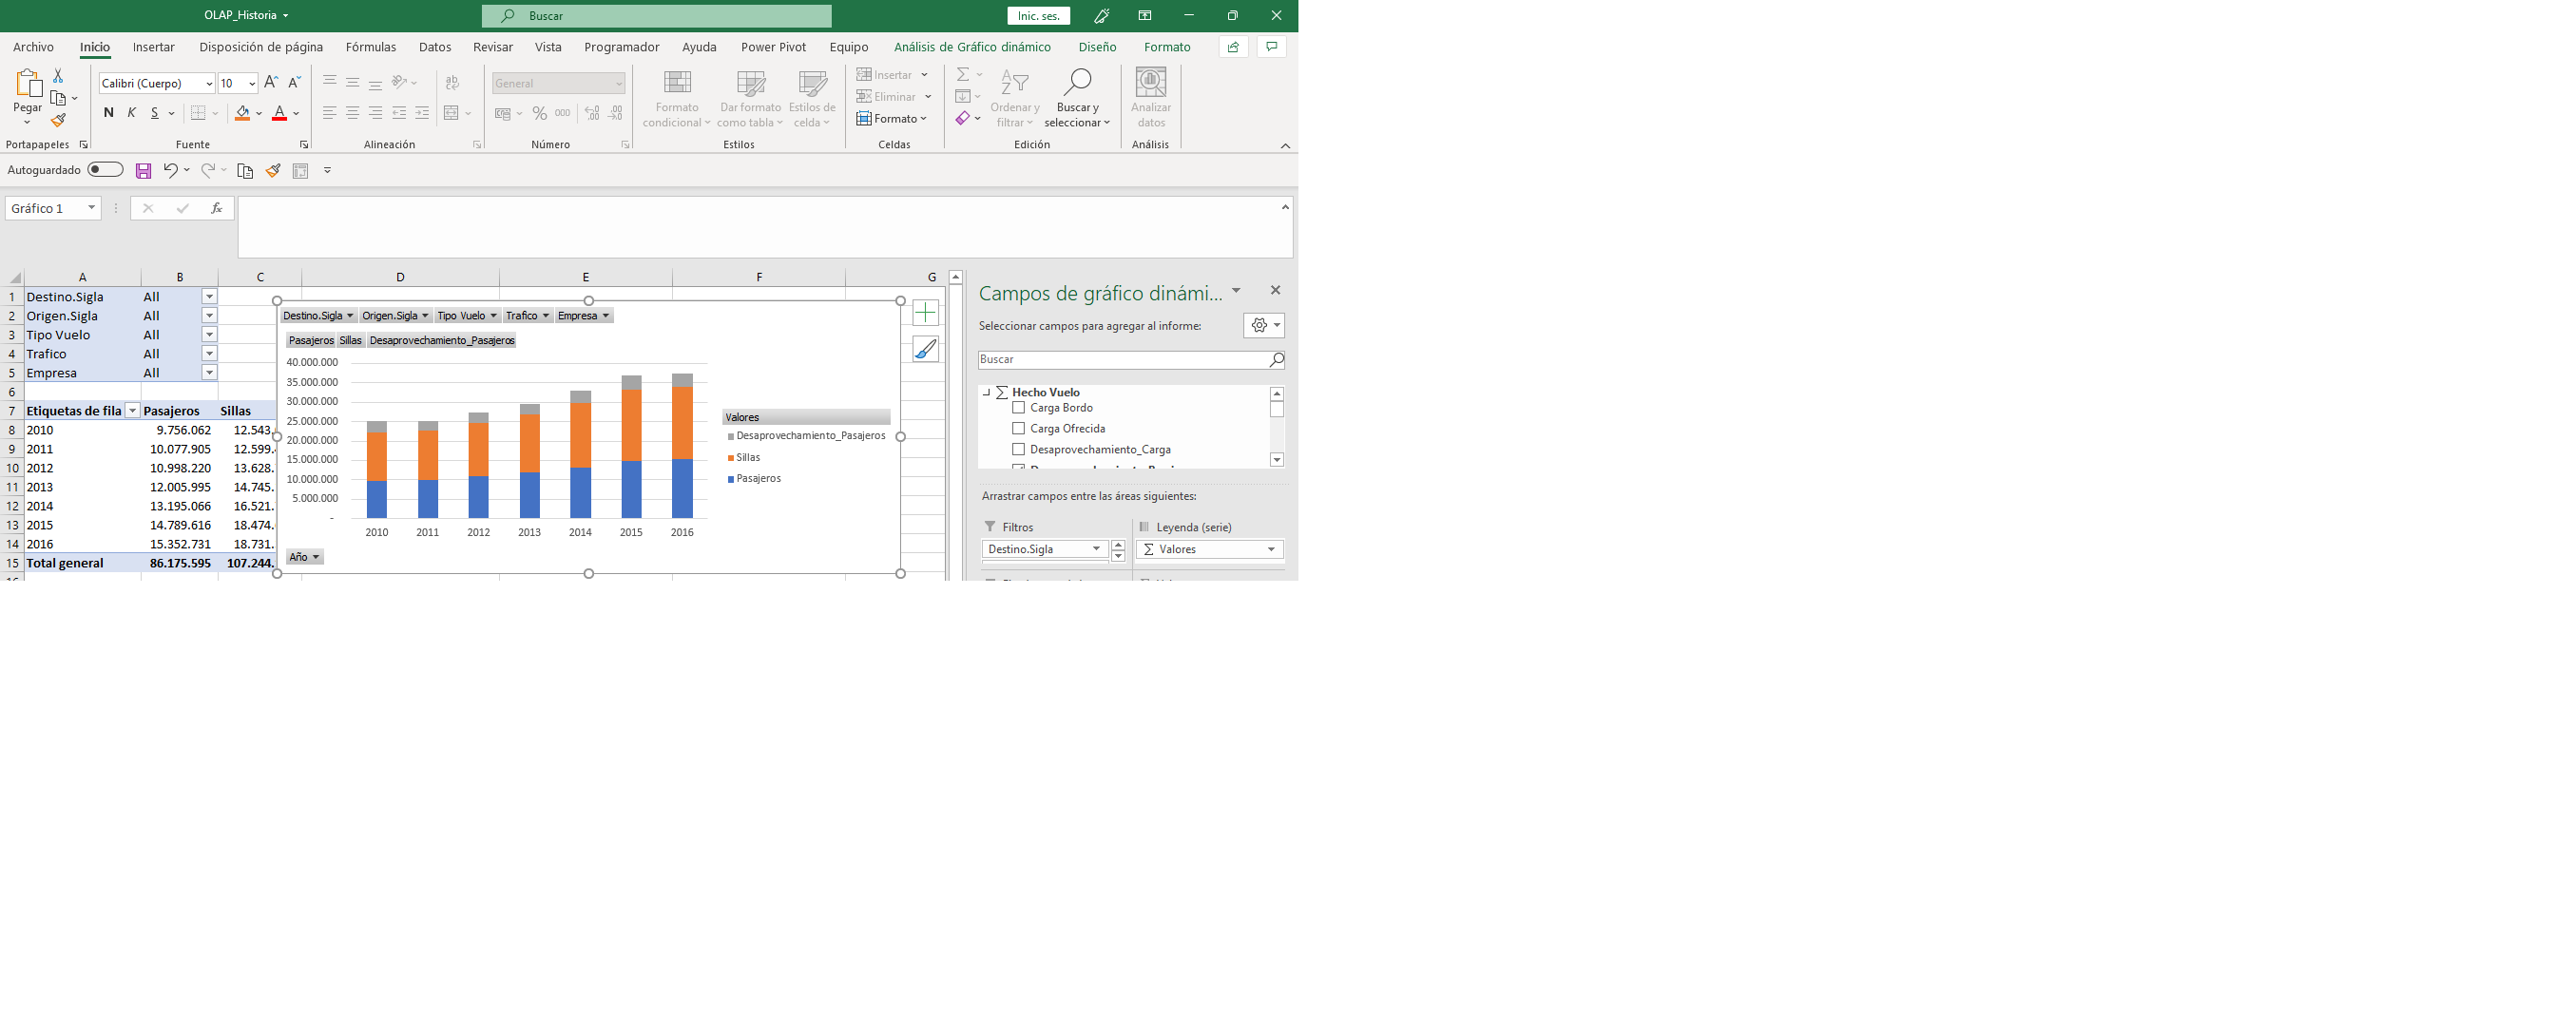 OLAP_Historia
Buscar
Inic. ses.
Archivo Inicio Insertar Disposición de página Fórmulas Datos Revisar Vista Programador Ayuda Power Pivot Equipo Análisis de Gráfico dinámico Diseño Formato
Pegar
Calibri (Cuerpo) 10
N K S
General
% 000
Formato condicional
Dar formato como tabla
Estilos de celda
Insertar
Eliminar
Formato
Ordenar y filtrar
Buscar y seleccionar
Analizar datos
Portapapeles Fuente Alineación Número Estilos Celdas Edición Análisis
Autoguardado
Gráfico 1
fx
A B C D E F G
1 Destino.Sigla All
2 Origen.Sigla All
3 Tipo Vuelo All
4 Trafico All
5 Empresa All
6
7 Etiquetas de fila Pasajeros Sillas
8 2010 9.756.062 12.543.
9 2011 10.077.905 12.599.
10 2012 10.998.220 13.628.
11 2013 12.005.995 14.745.
12 2014 13.195.066 16.521.
13 2015 14.789.616 18.474.
14 2016 15.352.731 18.731.
15 Total general 86.175.595 107.244.
Destino.Sigla Origen.Sigla Tipo Vuelo Trafico Empresa
Pasajeros Sillas Desaprovechamiento_Pasajeros
40.000.000
35.000.000
30.000.000
25.000.000
20.000.000
15.000.000
10.000.000
5.000.000
-
2010 2011 2012 2013 2014 2015 2016
Año
Valores
Desaprovechamiento_Pasajeros
Sillas
Pasajeros
Campos de gráfico dinámi...
Seleccionar campos para agregar al informe:
Buscar
Hecho Vuelo
Carga Bordo
Carga Ofrecida
Desaprovechamiento_Carga
Arrastrar campos entre las áreas siguientes:
Filtros
Leyenda (serie)
Destino.Sigla
Valores